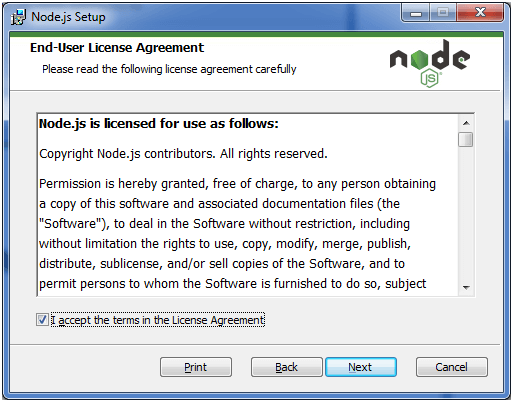 Node.js Setup
End-User License Agreement
Please read the following license agreement carefully
node
JS
Node.js is licensed for use as follows:
Copyright Node.js contributors. All rights reserved.
Permission is hereby granted, free of charge, to any person obtaining
a copy of this software and associated documentation files (the
"Software"), to deal in the Software without restriction, including
without limitation the rights to use, copy, modify, merge, publish,
distribute, sublicense, and/or sell copies of the Software, and to
permit persons to whom the Software is furnished to do so, subject
I accept the terms in the License Agreement
Print
Back
Next
Cancel